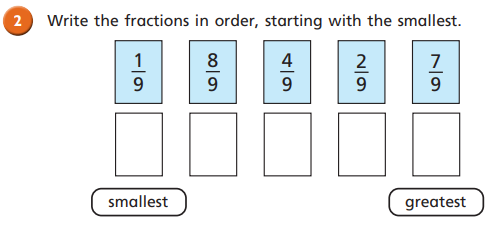 2 Write the fractions in order, starting with the smallest.
1/9 8/9 4/9 2/9 7/9
smallest greatest